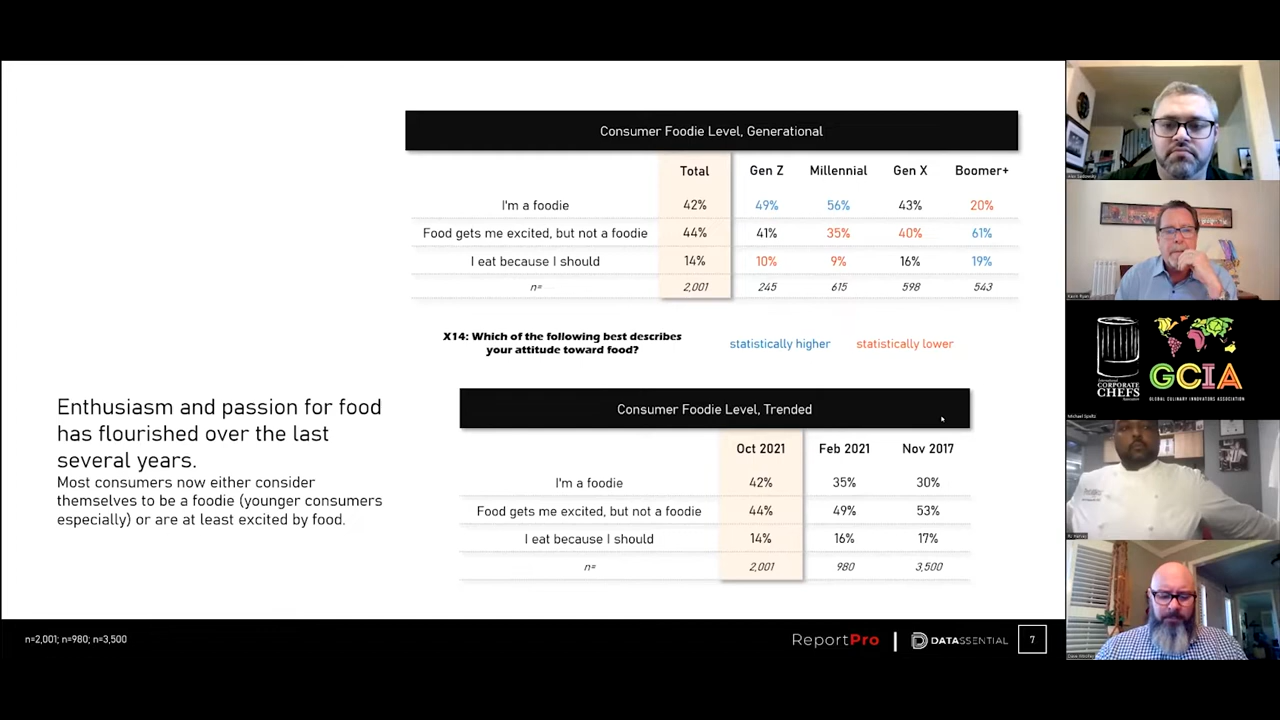 Consumer Foodie Level, Generational
Total Gen Z Millennial Gen X Boomer+
I'm a foodie 42% 49% 56% 43% 20%
Food gets me excited, but not a foodie 44% 41% 35% 40% 61%
I eat because I should 14% 10% 9% 16% 19%
n= 2,001 245 615 598 543
X14: Which of the following best describes
your attitude toward food?
statistically higher statistically lower
Enthusiasm and passion for food
has flourished over the last
several years.
Most consumers now either consider
themselves to be a foodie (younger consumers
especially) or are at least excited by food.
Consumer Foodie Level, Trended
Oct 2021 Feb 2021 Nov 2017
I'm a foodie 42% 35% 30%
Food gets me excited, but not a foodie 44% 49% 53%
I eat because I should 14% 16% 17%
n= 2,001 980 3,500
n=2,001; n=980; n=3,500
ReportPro | DATASSENTIAL 7
CORPORATE
CHEFS
GCIA
GLOBAL CULINARY INNOVATORS ASSOCIATION
Michael Spultz